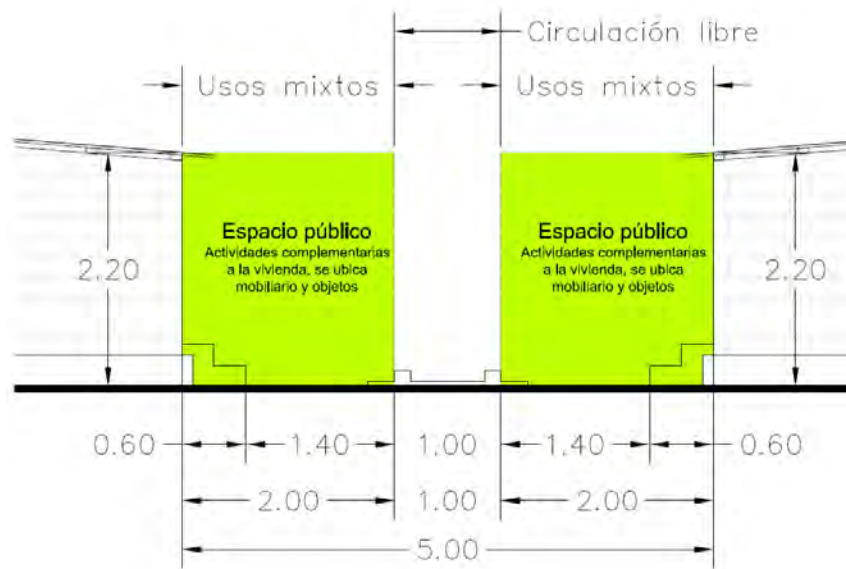 Circulación libre
Usos mixtos
Usos mixtos
Espacio público
Actividades complementarias
a la vivienda, se ubica
mobiliario y objetos
Espacio público
Actividades complementarias
a la vivienda, se ubica
mobiliario y objetos
2.20
2.20
0.60
1.40
1.00
1.40
0.60
2.00
1.00
2.00
5.00